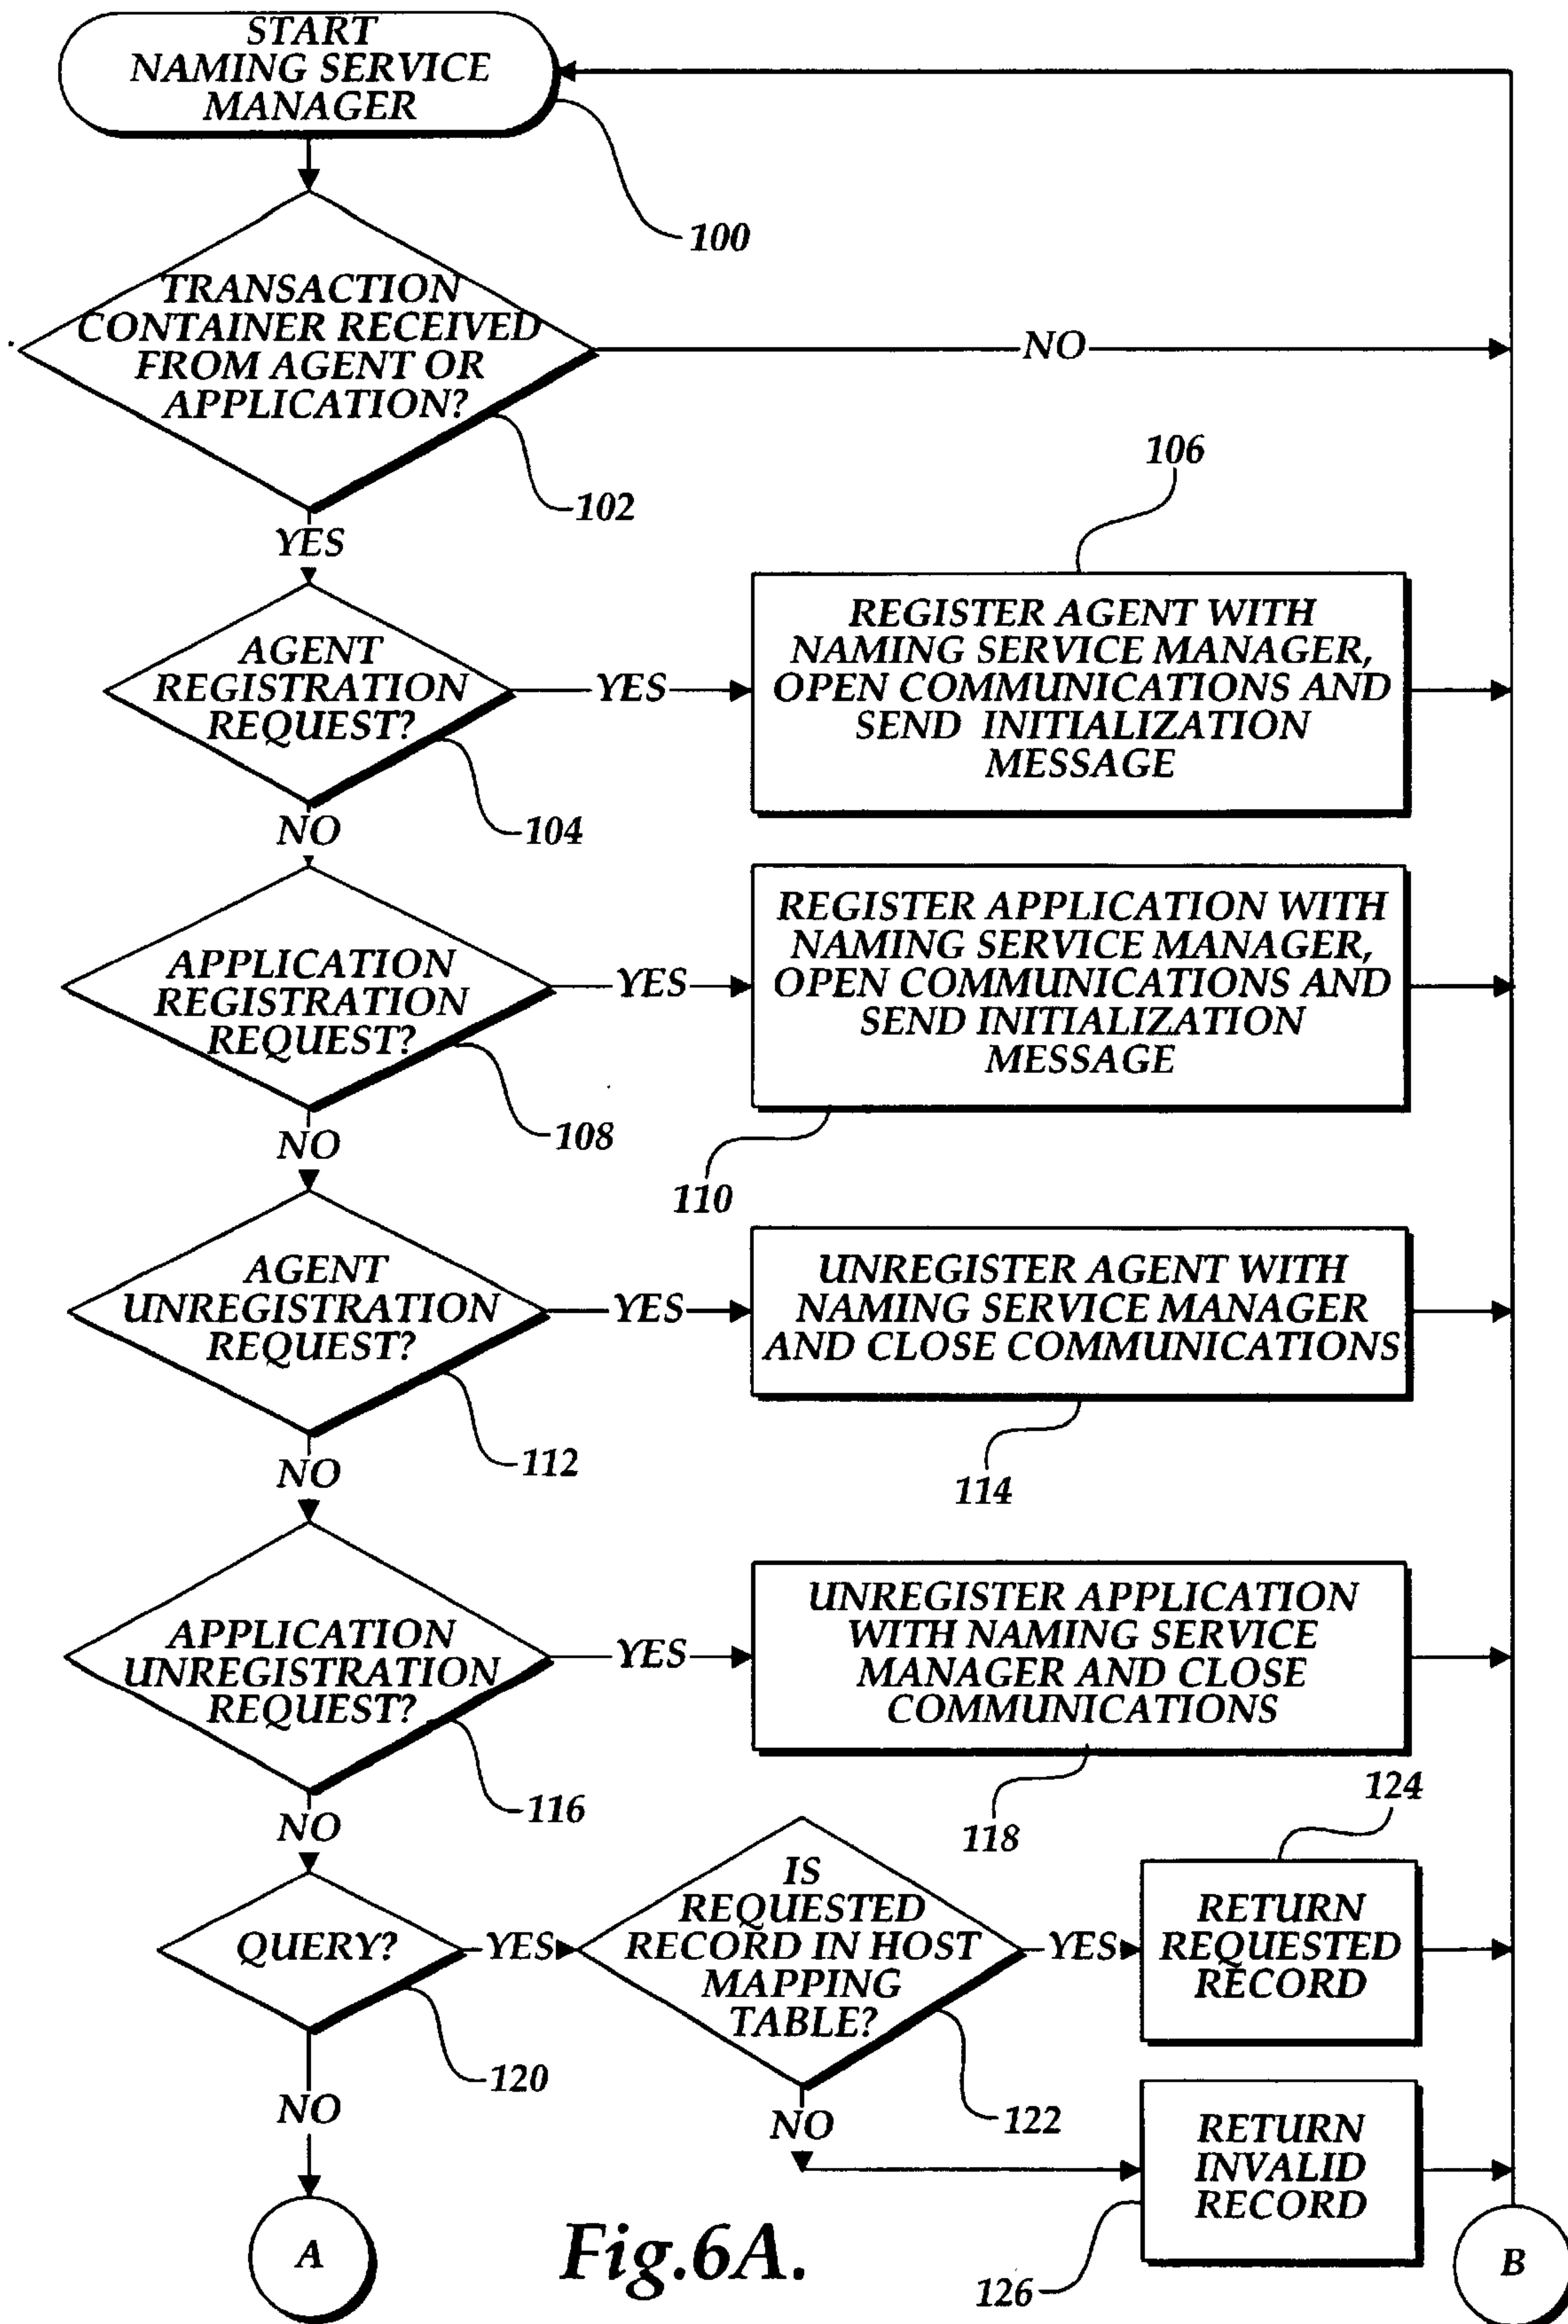 START
NAMING SERVICE
MANAGER
100
TRANSACTION
CONTAINER RECEIVED
FROM AGENT OR
APPLICATION?
NO
102
YES
106
AGENT
REGISTRATION
REQUEST?
YES
REGISTER AGENT WITH
NAMING SERVICE MANAGER,
OPEN COMMUNICATIONS AND
SEND INITIALIZATION
MESSAGE
104
NO
APPLICATION
REGISTRATION
REQUEST?
YES
REGISTER APPLICATION WITH
NAMING SERVICE MANAGER,
OPEN COMMUNICATIONS AND
SEND INITIALIZATION
MESSAGE
108
NO
110
AGENT
UNREGISTRATION
REQUEST?
YES
UNREGISTER AGENT WITH
NAMING SERVICE MANAGER
AND CLOSE COMMUNICATIONS
112
NO
114
APPLICATION
UNREGISTRATION
REQUEST?
YES
UNREGISTER APPLICATION
WITH NAMING SERVICE
MANAGER AND CLOSE
COMMUNICATIONS
116
NO
118
124
QUERY?
YES
IS
REQUESTED
RECORD IN HOST
MAPPING
TABLE?
YES
RETURN
REQUESTED
RECORD
120
NO
122
NO
RETURN
INVALID
RECORD
126
A
Fig.6A.
B